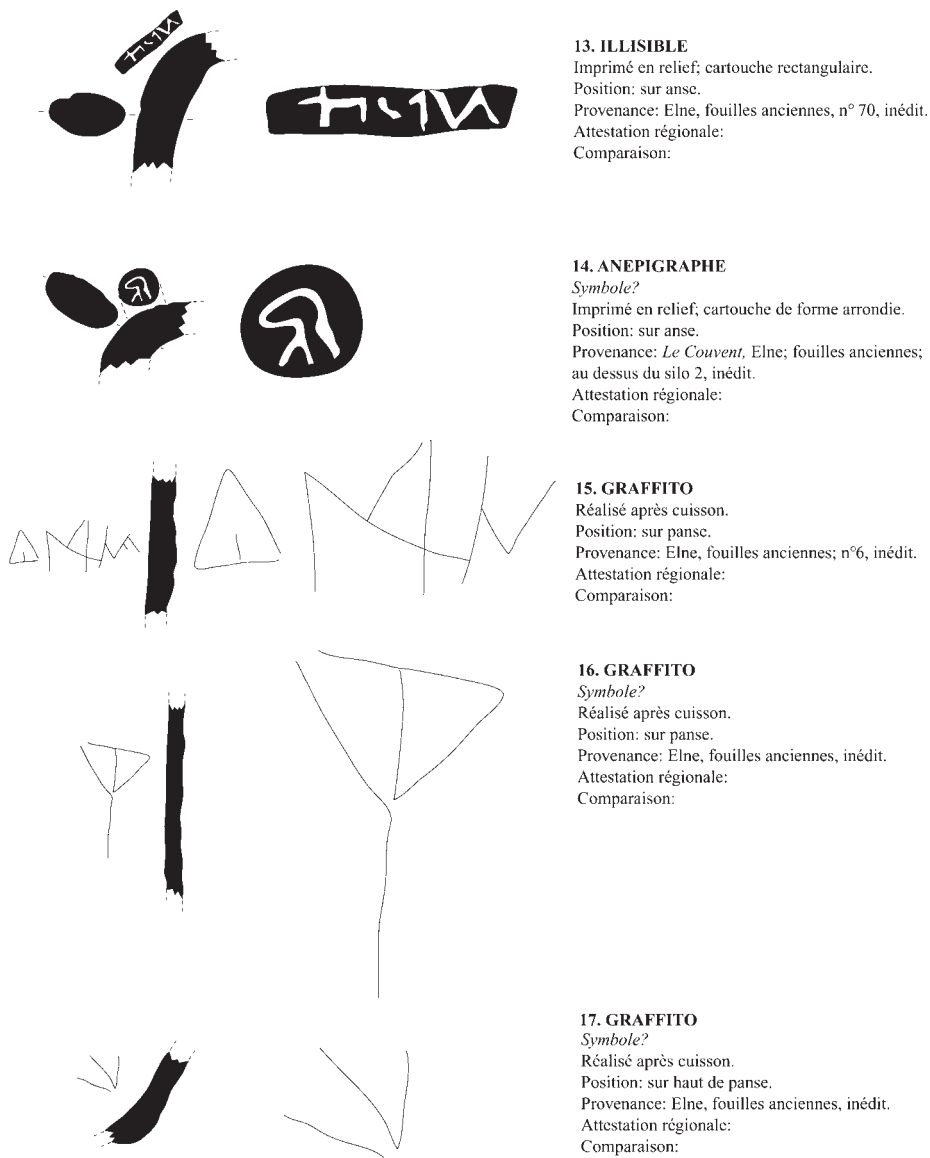 13. ILLISIBLE
Imprimé en relief; cartouche rectangulaire.
Position: sur anse.
Provenance: Elne, fouilles anciennes, n° 70, inédit.
Attestation régionale:
Comparaison:
14. ANEPIGRAPHE
Symbole?
Imprimé en relief; cartouche de forme arrondie.
Position: sur anse.
Provenance: Le Couvent, Elne; fouilles anciennes;
au dessus du silo 2, inédit.
Attestation régionale:
Comparaison:
15. GRAFFITO
Réalisé après cuisson.
Position: sur panse.
Provenance: Elne, fouilles anciennes; n°6, inédit.
Attestation régionale:
Comparaison:
16. GRAFFITO
Symbole?
Réalisé après cuisson.
Position: sur panse.
Provenance: Elne, fouilles anciennes, inédit.
Attestation régionale:
Comparaison:
17. GRAFFITO
Symbole?
Réalisé après cuisson.
Position: sur haut de panse.
Provenance: Elne, fouilles anciennes, inédit.
Attestation régionale:
Comparaison: